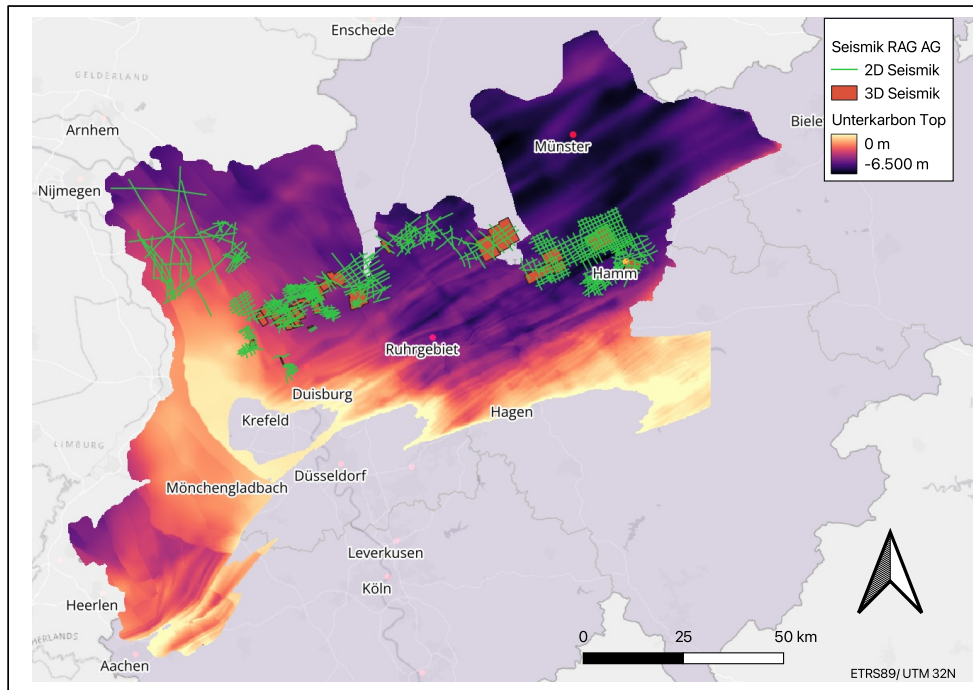 Enschede
GELDERLAND
Arnhem
Nijmegen
Münster
Biele
Seismik RAG AG
2D Seismik
3D Seismik
Unterkarbon Top
0 m
-6.500 m
Hamm
Ruhrgebiet
Duisburg
Krefeld
Hagen
LIMBURG
Mönchengladbach
Düsseldorf
Leverkusen
Köln
Heerlen
HERLANDS
Aachen
0
25
50 km
ETRS89/ UTM 32N